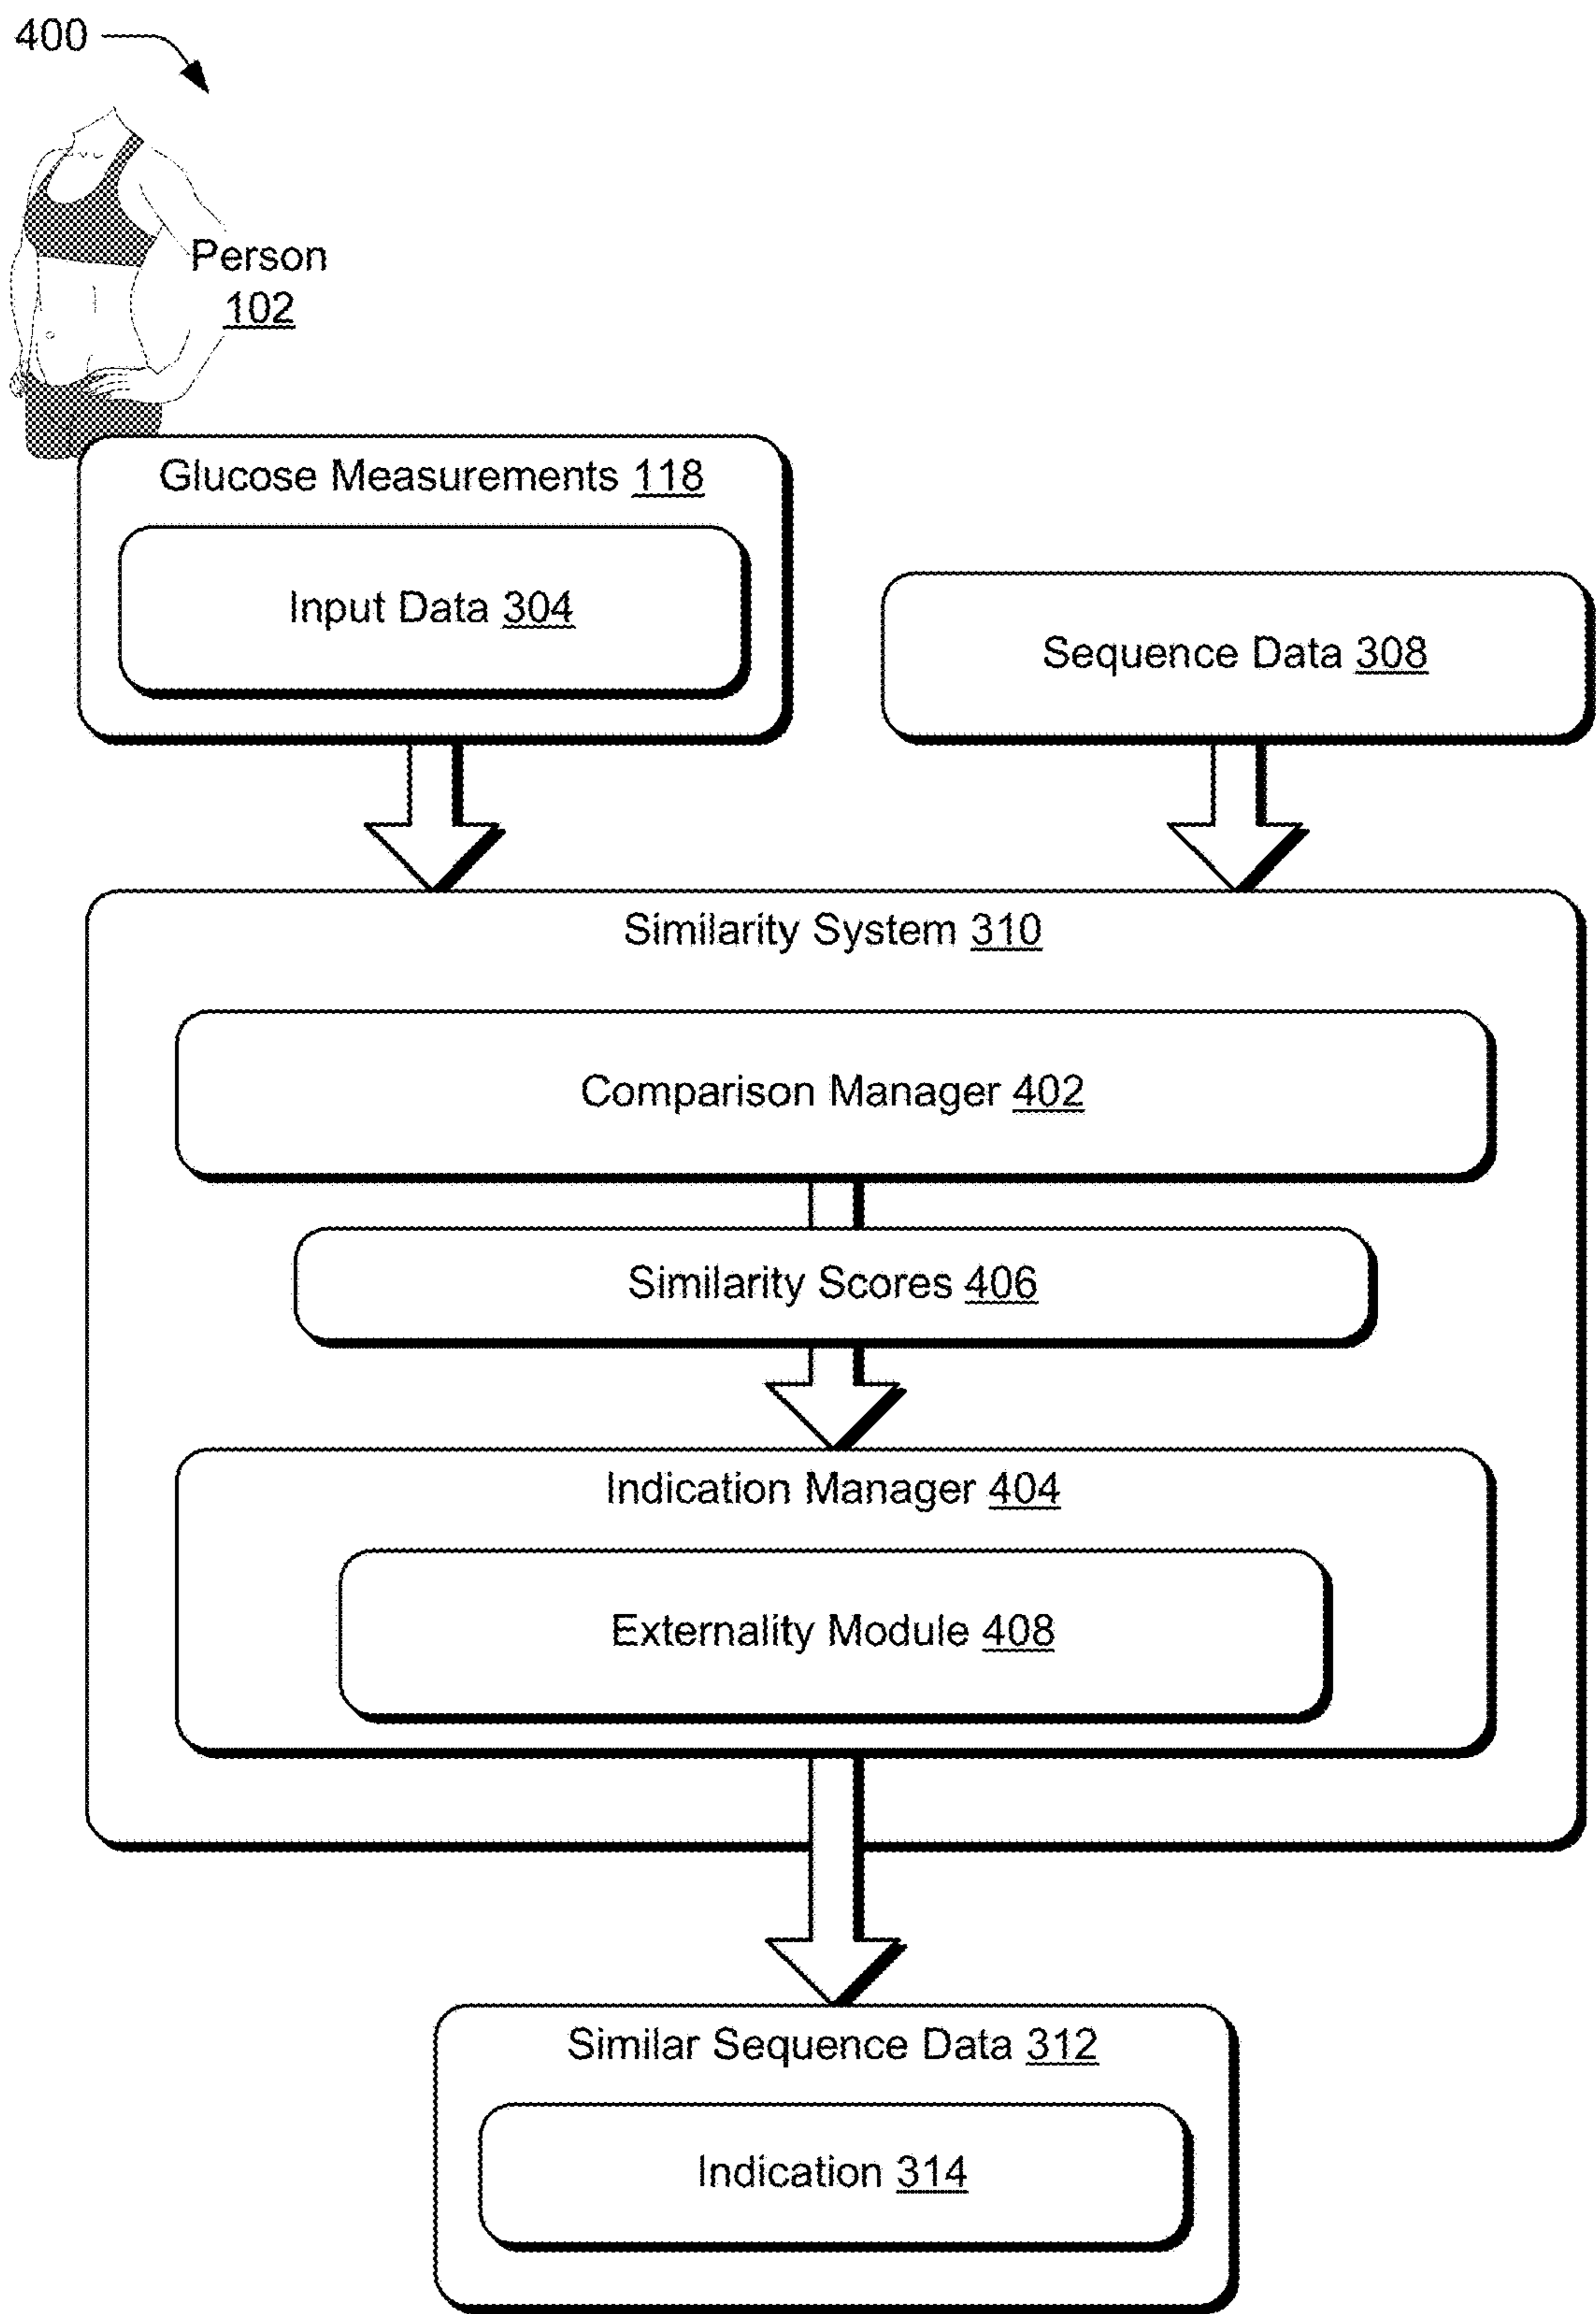 400
Person
102
Glucose Measurements 118
Input Data 304
Sequence Data 308
Similarity System 310
Comparison Manager 402
Similarity Scores 406
Indication Manager 404
Externality Module 408
Similar Sequence Data 312
Indication 314